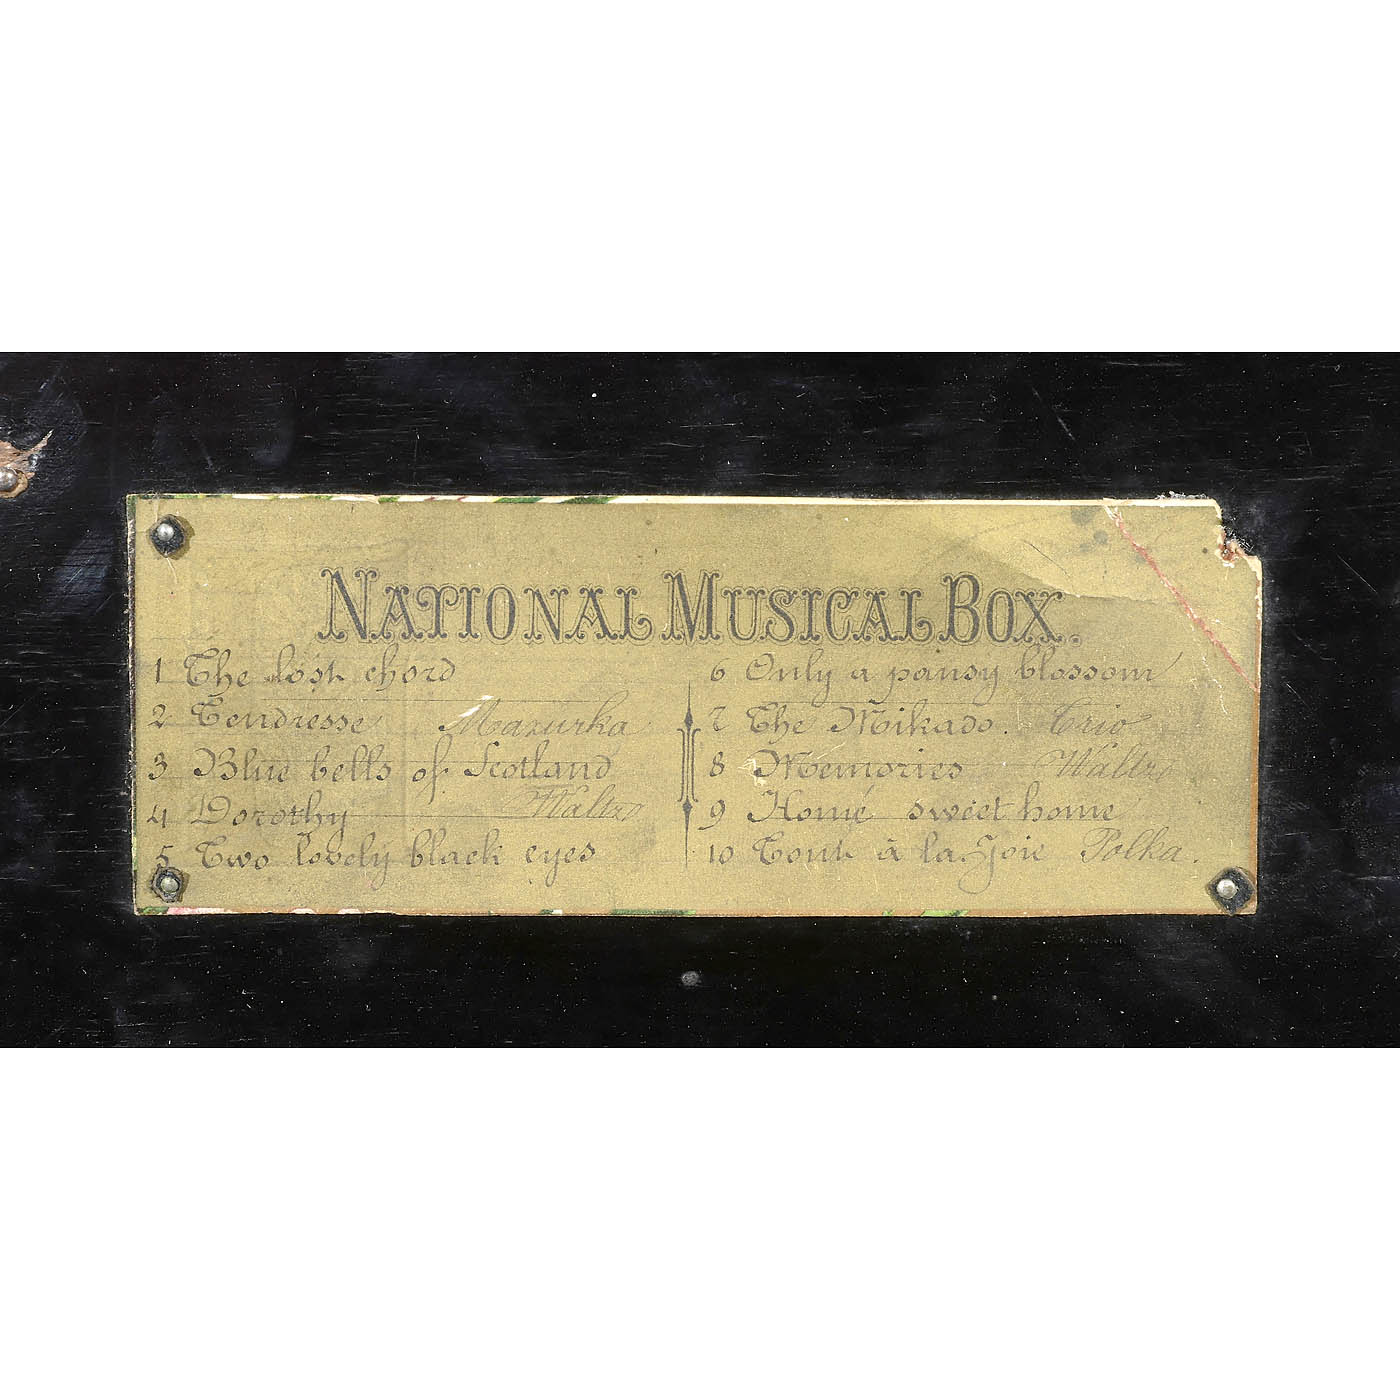 NATIONAL MUSICAL BOX.
1 The lost chord
2 Tendresse Mazurka
3 Blue bells of Scotland
4 Dorothy Waltz
5 Two lovely black eyes
6 Only a pansy blossom
7 The Mikado. Trio
8 Memories Waltz
9 Home sweet home
10 Tout à la Joie Polka.